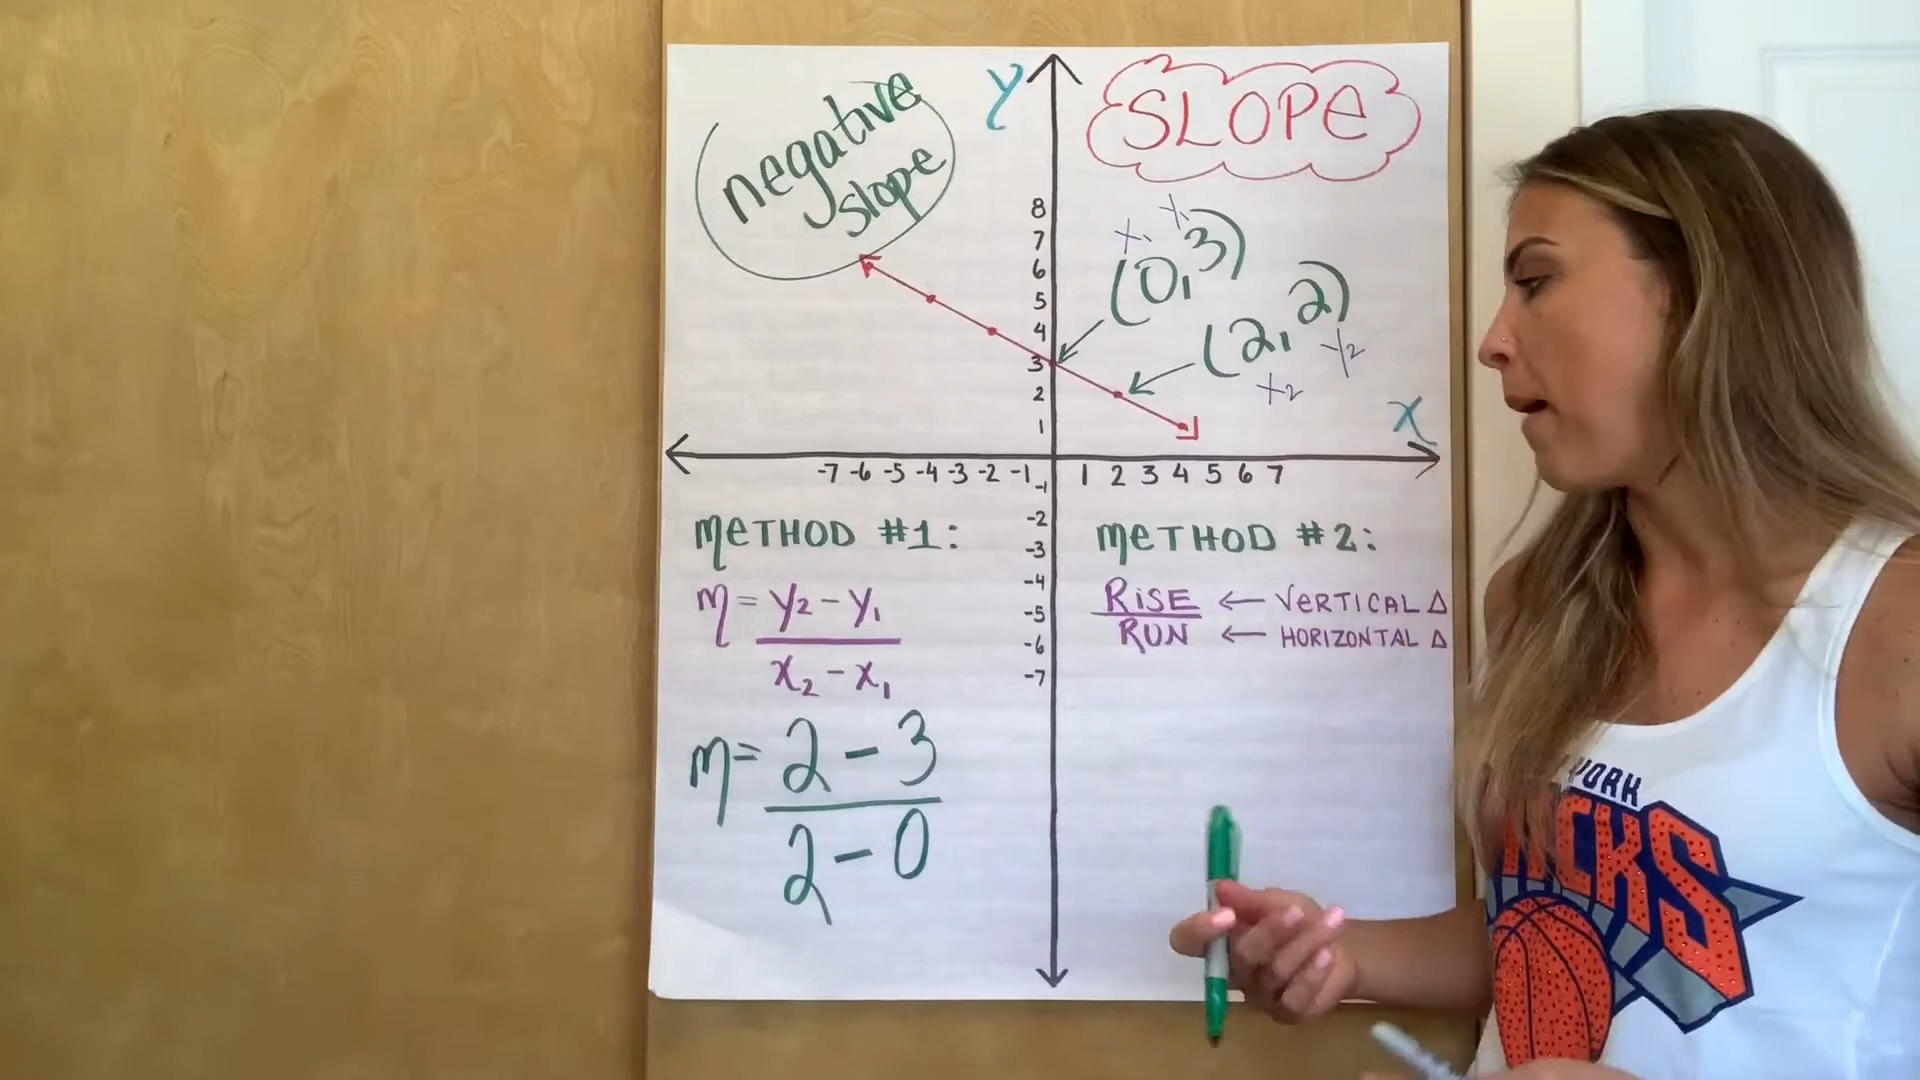 negative
slope
y
SLOPE
8
7
6
5
4
3
2
1
x₁ y₁
(0, 3)
(2, 2)
x₂ y₂
x
-7 -6 -5 -4 -3 -2 -1 1 2 3 4 5 6 7
-1
-2
-3
-4
-5
-6
-7
METHOD #1:
m = y₂ - y₁
x₂ - x₁
m = 2 - 3
2 - 0
METHOD #2:
RISE ← VERTICAL Δ
RUN ← HORIZONTAL Δ